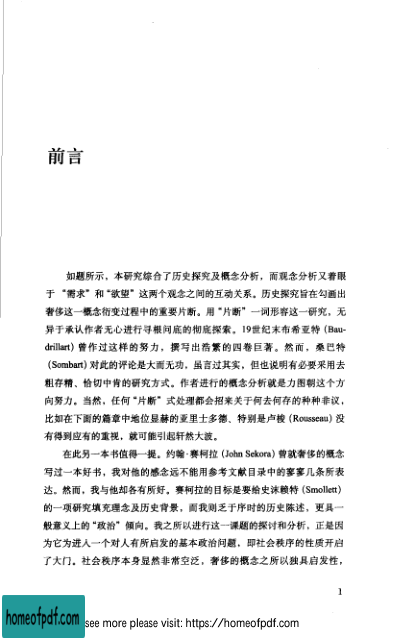 前言
如题所示，本研究综合了历史探究及概念分析，而观念分析又着眼
于 “需求” 和 “欲望” 这两个观念之间的互动关系。历史探究旨在勾画出
奢侈这一概念衍变过程中的重要片断。用 “片断” 一词形容这一研究，无
异于承认作者无心进行寻根问底的彻底探索。19世纪末布希亚特 (Bau-
drillart) 曾作过这样的努力，撰写出浩繁的四卷巨著。然而，桑巴特
(Sombart) 对此的评论是大而无功，虽言过其实，但也说明有必要采用去
粗存精、恰切中肯的研究方式。作者进行的概念分析就是力图朝这个方
向努力。当然，任何 “片断” 式处理都会招来关于何去何存的种种非议，
比如在下面的篇章中地位显赫的亚里士多德、特别是卢梭 (Rousseau) 没
有得到应有的重视，就可能引起轩然大波。
在此另一本书值得一提。约翰·赛柯拉 (John Sekora) 曾就奢侈的概念
写过一本好书，我对他的感念远不能用参考文献目录中的寥寥几条所表
达。然而，我与他却各有所好。赛柯拉的目标是要给史沫赖特 (Smollett)
的一项研究填充理念及历史背景，而我则乏于序时的历史陈述，更具一
般意义上的 “政治” 倾向。我之所以进行这一课题的探讨和分析，正是因
为它为进入一个对人有所启发的基本政治问题，即社会秩序的性质开启
了大门。社会秩序本身显然非常空泛，奢侈的概念之所以独具启发性，
1
homeofpdf.com
see more please visit: https://homeofpdf.com